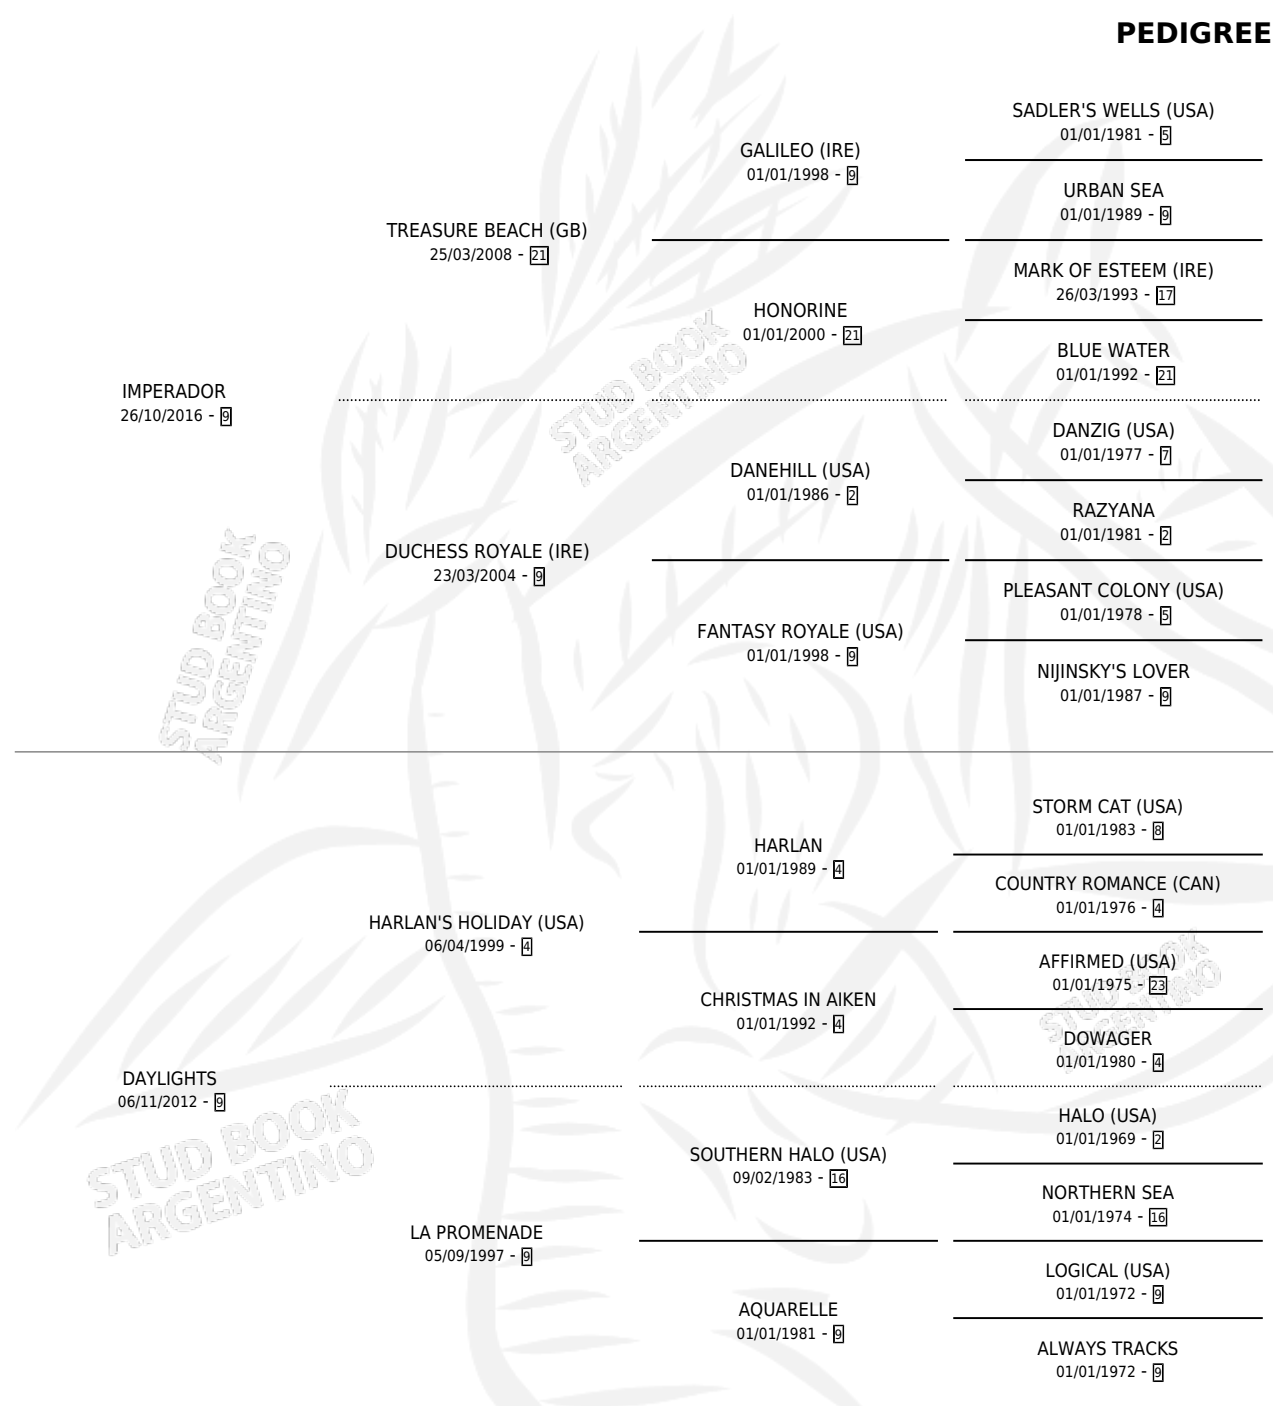 PEDIGREE
SADLER'S WELLS (USA)
01/01/1981 - 5
GALILEO (IRE)
01/01/1998 - 9
URBAN SEA
01/01/1989 - 9
TREASURE BEACH (GB)
25/03/2008 - 21
MARK OF ESTEEM (IRE)
26/03/1993 - 17
HONORINE
01/01/2000 - 21
BLUE WATER
01/01/1992 - 21
IMPERADOR
26/10/2016 - 9
STUD BOOK
ARGENTINO
DANZIG (USA)
01/01/1977 - 7
DANEHILL (USA)
01/01/1986 - 2
RAZYANA
01/01/1981 - 2
DUCHESS ROYALE (IRE)
23/03/2004 - 9
PLEASANT COLONY (USA)
01/01/1978 - 5
FANTASY ROYALE (USA)
01/01/1998 - 9
NIJINSKY'S LOVER
01/01/1987 - 9
STUD BOOK
ARGENTINO
STORM CAT (USA)
01/01/1983 - 8
HARLAN
01/01/1989 - 4
COUNTRY ROMANCE (CAN)
01/01/1976 - 4
HARLAN'S HOLIDAY (USA)
06/04/1999 - 4
AFFIRMED (USA)
01/01/1975 - 23
CHRISTMAS IN AIKEN
01/01/1992 - 4
STUD BOOK
ARGENTINO
DOWAGER
01/01/1980 - 4
DAYLIGHTS
06/11/2012 - 9
STUD BOOK
ARGENTINO
HALO (USA)
01/01/1969 - 2
SOUTHERN HALO (USA)
09/02/1983 - 16
NORTHERN SEA
01/01/1974 - 16
LA PROMENADE
05/09/1997 - 9
LOGICAL (USA)
01/01/1972 - 9
AQUARELLE
01/01/1981 - 9
ALWAYS TRACKS
01/01/1972 - 9